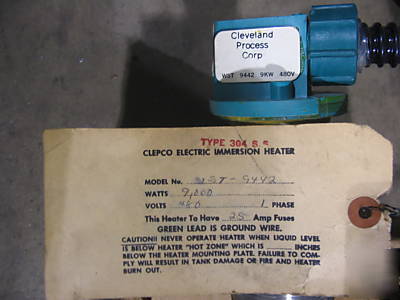 Cleveland
Process
Corp
WST 9442 9KW 480V
TYPE 304 S.S
CLEPCO ELECTRIC IMMERSION HEATER
MODEL No. WST-9442
WATTS 9,000
VOLTS 480 1 PHASE
This Heater To Have 25 Amp Fuses
GREEN LEAD IS GROUND WIRE.
CAUTION! NEVER OPERATE HEATER WHEN LIQUID LEVEL
IS BELOW HEATER "HOT ZONE" WHICH IS INCHES
BELOW THE HEATER MOUNTING PLATE. FAILURE TO COM-
PLY WILL RESULT IN TANK DAMAGE OR FIRE AND HEATER
BURN OUT.